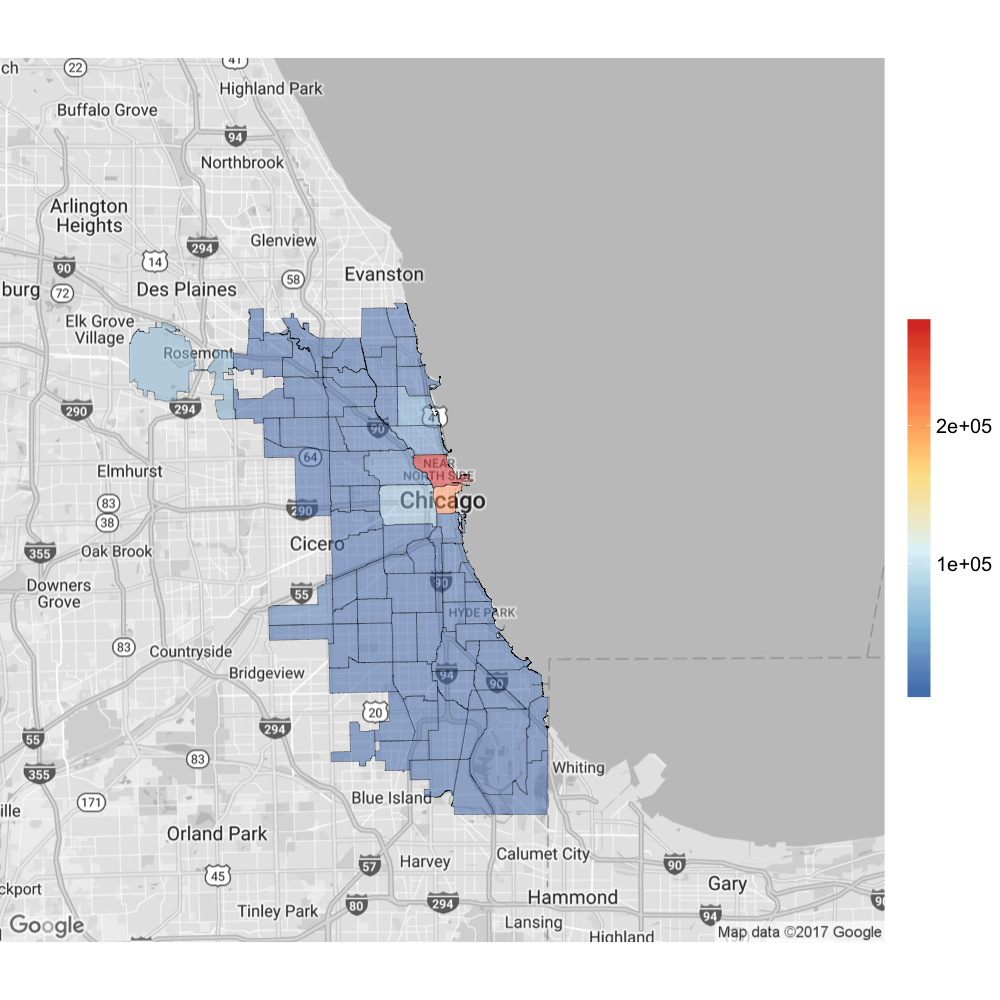 ch
22
41
Highland Park
Buffalo Grove
94
Northbrook
Arlington
Heights
294
Glenview
14
90
Evanston
58
burg
72
Des Plaines
Elk Grove
Village
Rosemont
290
294
41
90
2e+05
64
NEAR
NORTH SIDE
Elmhurst
83
38
290
Chicago
355
Oak Brook
Cicero
1e+05
Downers
Grove
55
90
HYDE PARK
83
Countryside
Bridgeview
94
90
20
294
55
83
355
Whiting
171
Blue Island
ille
Orland Park
Calumet City
57
Harvey
90
45
Gary
ckport
80
294
Hammond
90
Tinley Park
94
Lansing
Highland
Google
Map data ©2017 Google